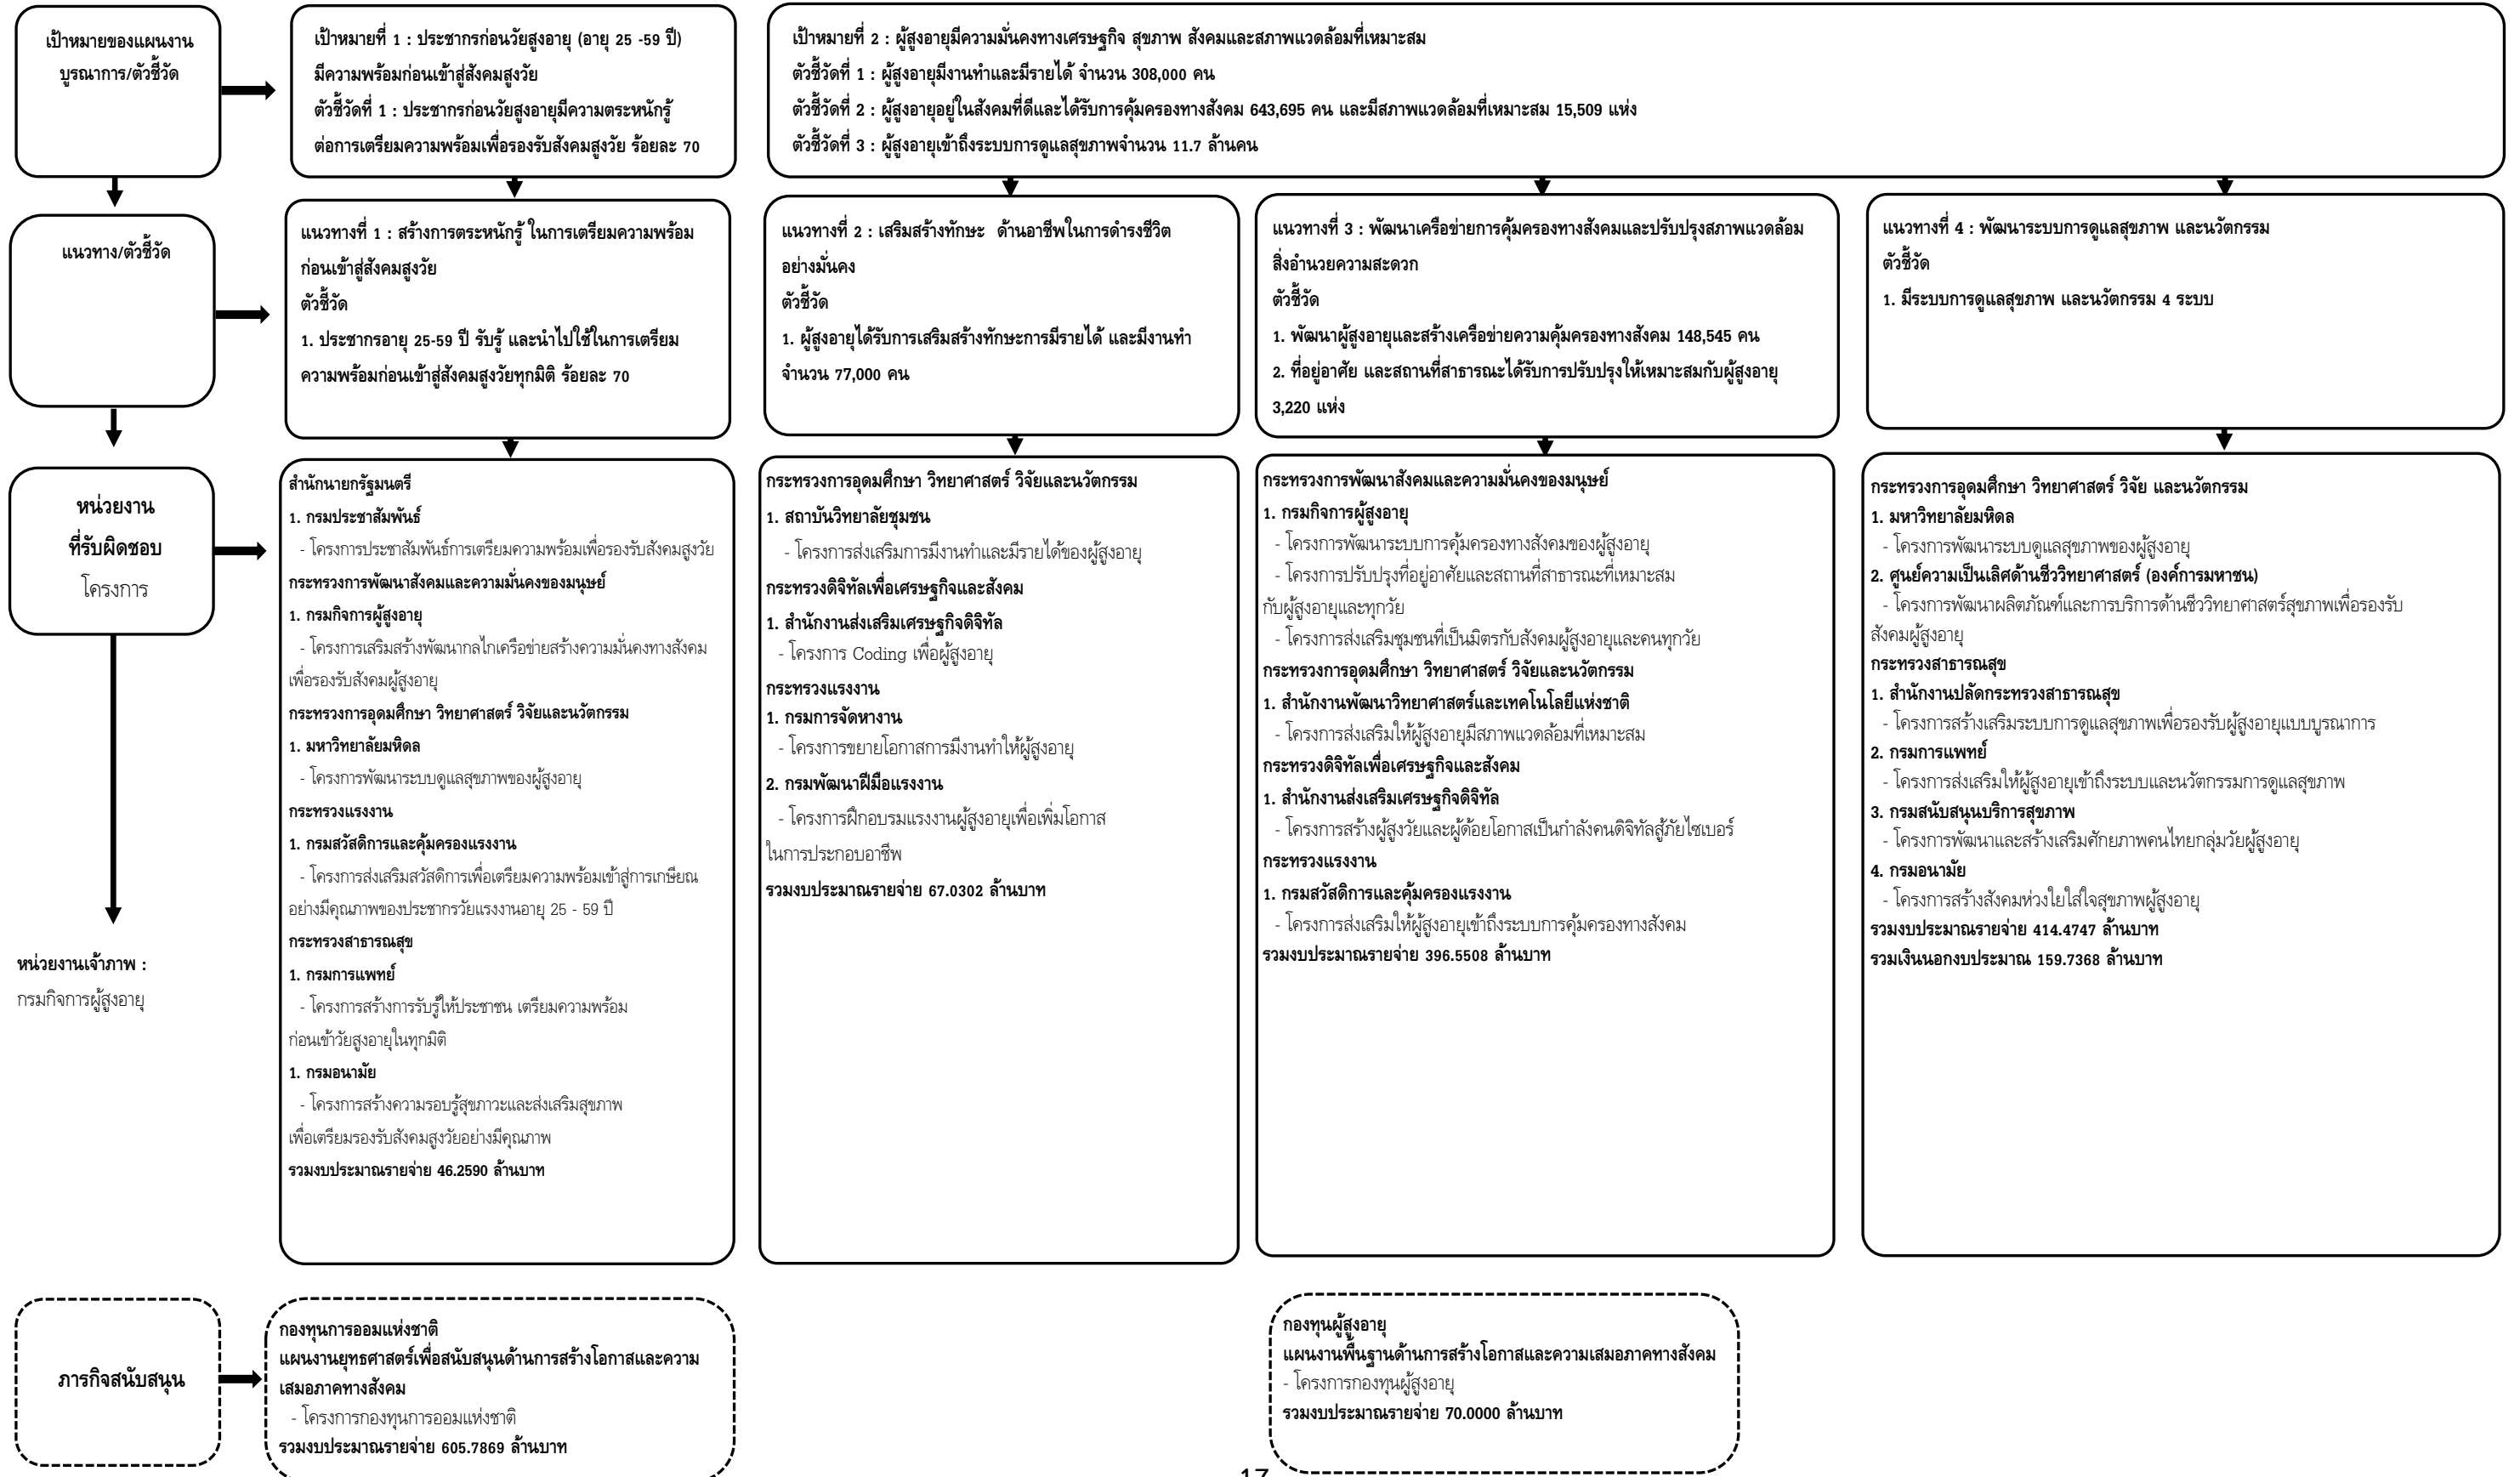 เป้าหมายของแผนงาน
บูรณาการ/ตัวชี้วัด
เป้าหมายที่ 1 : ประชากรก่อนวัยสูงอายุ (อายุ 25 -59 ปี)
มีความพร้อมก่อนเข้าสู่สังคมสูงวัย
ตัวชี้วัดที่ 1 : ประชากรก่อนวัยสูงอายุมีความตระหนักรู้
ต่อการเตรียมความพร้อมเพื่อรองรับสังคมสูงวัย ร้อยละ 70
เป้าหมายที่ 2 : ผู้สูงอายุมีความมั่นคงทางเศรษฐกิจ สุขภาพ สังคมและสภาพแวดล้อมที่เหมาะสม
ตัวชี้วัดที่ 1 : ผู้สูงอายุมีงานทำและมีรายได้ จำนวน 308,000 คน
ตัวชี้วัดที่ 2 : ผู้สูงอายุอยู่ในสังคมที่ดีและได้รับการคุ้มครองทางสังคม 643,695 คน และมีสภาพแวดล้อมที่เหมาะสม 15,509 แห่ง
ตัวชี้วัดที่ 3 : ผู้สูงอายุเข้าถึงระบบการดูแลสุขภาพจำนวน 11.7 ล้านคน
แนวทาง/ตัวชี้วัด
แนวทางที่ 1 : สร้างการตระหนักรู้ ในการเตรียมความพร้อม
ก่อนเข้าสู่สังคมสูงวัย
ตัวชี้วัด
1. ประชากรอายุ 25-59 ปี รับรู้ และนำไปใช้ในการเตรียม
ความพร้อมก่อนเข้าสู่สังคมสูงวัยทุกมิติ ร้อยละ 70
แนวทางที่ 2 : เสริมสร้างทักษะ ด้านอาชีพในการดำรงชีวิต
อย่างมั่นคง
ตัวชี้วัด
1. ผู้สูงอายุได้รับการเสริมสร้างทักษะการมีรายได้ และมีงานทำ
จำนวน 77,000 คน
แนวทางที่ 3 : พัฒนาเครือข่ายการคุ้มครองทางสังคมและปรับปรุงสภาพแวดล้อม
สิ่งอำนวยความสะดวก
ตัวชี้วัด
1. พัฒนาผู้สูงอายุและสร้างเครือข่ายความคุ้มครองทางสังคม 148,545 คน
2. ที่อยู่อาศัย และสถานที่สาธารณะได้รับการปรับปรุงให้เหมาะสมกับผู้สูงอายุ
3,220 แห่ง
แนวทางที่ 4 : พัฒนาระบบการดูแลสุขภาพ และนวัตกรรม
ตัวชี้วัด
1. มีระบบการดูแลสุขภาพ และนวัตกรรม 4 ระบบ
หน่วยงาน
ที่รับผิดชอบ
โครงการ
สำนักนายกรัฐมนตรี
1. กรมประชาสัมพันธ์
- โครงการประชาสัมพันธ์การเตรียมความพร้อมเพื่อรองรับสังคมสูงวัย
กระทรวงการพัฒนาสังคมและความมั่นคงของมนุษย์
1. กรมกิจการผู้สูงอายุ
- โครงการเสริมสร้างพัฒนากลไกเครือข่ายสร้างความมั่นคงทางสังคม
เพื่อรองรับสังคมผู้สูงอายุ
กระทรวงการอุดมศึกษา วิทยาศาสตร์ วิจัยและนวัตกรรม
1. มหาวิทยาลัยมหิดล
- โครงการพัฒนาระบบดูแลสุขภาพของผู้สูงอายุ
กระทรวงแรงงาน
1. กรมสวัสดิการและคุ้มครองแรงงาน
- โครงการส่งเสริมสวัสดิการเพื่อเตรียมความพร้อมเข้าสู่การเกษียณ
อย่างมีคุณภาพของประชากรวัยแรงงานอายุ 25 - 59 ปี
กระทรวงสาธารณสุข
1. กรมการแพทย์
- โครงการสร้างการรับรู้ให้ประชาชน เตรียมความพร้อม
ก่อนเข้าวัยสูงอายุในทุกมิติ
1. กรมอนามัย
- โครงการสร้างความรอบรู้สุขภาวะและส่งเสริมสุขภาพ
เพื่อเตรียมรองรับสังคมสูงวัยอย่างมีคุณภาพ
รวมงบประมาณรายจ่าย 46.2590 ล้านบาท
กระทรวงการอุดมศึกษา วิทยาศาสตร์ วิจัยและนวัตกรรม
1. สถาบันวิทยาลัยชุมชน
- โครงการส่งเสริมการมีงานทำและมีรายได้ของผู้สูงอายุ
กระทรวงดิจิทัลเพื่อเศรษฐกิจและสังคม
1. สำนักงานส่งเสริมเศรษฐกิจดิจิทัล
- โครงการ Coding เพื่อผู้สูงอายุ
กระทรวงแรงงาน
1. กรมการจัดหางาน
- โครงการขยายโอกาสการมีงานทำให้ผู้สูงอายุ
2. กรมพัฒนาฝีมือแรงงาน
- โครงการฝึกอบรมแรงงานผู้สูงอายุเพื่อเพิ่มโอกาส
ในการประกอบอาชีพ
รวมงบประมาณรายจ่าย 67.0302 ล้านบาท
กระทรวงการพัฒนาสังคมและความมั่นคงของมนุษย์
1. กรมกิจการผู้สูงอายุ
- โครงการพัฒนาระบบการคุ้มครองทางสังคมของผู้สูงอายุ
- โครงการปรับปรุงที่อยู่อาศัยและสถานที่สาธารณะที่เหมาะสม
กับผู้สูงอายุและทุกวัย
- โครงการส่งเสริมชุมชนที่เป็นมิตรกับสังคมผู้สูงอายุและคนทุกวัย
กระทรวงการอุดมศึกษา วิทยาศาสตร์ วิจัยและนวัตกรรม
1. สำนักงานพัฒนาวิทยาศาสตร์และเทคโนโลยีแห่งชาติ
- โครงการส่งเสริมให้ผู้สูงอายุมีสภาพแวดล้อมที่เหมาะสม
กระทรวงดิจิทัลเพื่อเศรษฐกิจและสังคม
1. สำนักงานส่งเสริมเศรษฐกิจดิจิทัล
- โครงการสร้างผู้สูงวัยและผู้ด้อยโอกาสเป็นกำลังคนดิจิทัลสู้ภัยไซเบอร์
กระทรวงแรงงาน
1. กรมสวัสดิการและคุ้มครองแรงงาน
- โครงการส่งเสริมให้ผู้สูงอายุเข้าถึงระบบการคุ้มครองทางสังคม
รวมงบประมาณรายจ่าย 396.5508 ล้านบาท
กระทรวงการอุดมศึกษา วิทยาศาสตร์ วิจัย และนวัตกรรม
1. มหาวิทยาลัยมหิดล
- โครงการพัฒนาระบบดูแลสุขภาพของผู้สูงอายุ
2. ศูนย์ความเป็นเลิศด้านชีววิทยาศาสตร์ (องค์การมหาชน)
- โครงการพัฒนาผลิตภัณฑ์และการบริการด้านชีววิทยาศาสตร์สุขภาพเพื่อรองรับ
สังคมผู้สูงอายุ
กระทรวงสาธารณสุข
1. สำนักงานปลัดกระทรวงสาธารณสุข
- โครงการสร้างเสริมระบบการดูแลสุขภาพเพื่อรองรับผู้สูงอายุแบบบูรณาการ
2. กรมการแพทย์
- โครงการส่งเสริมให้ผู้สูงอายุเข้าถึงระบบและนวัตกรรมการดูแลสุขภาพ
3. กรมสนับสนุนบริการสุขภาพ
- โครงการพัฒนาและสร้างเสริมศักยภาพคนไทยกลุ่มวัยผู้สูงอายุ
4. กรมอนามัย
- โครงการสร้างสังคมห่วงใยใส่ใจสุขภาพผู้สูงอายุ
รวมงบประมาณรายจ่าย 414.4747 ล้านบาท
รวมเงินนอกงบประมาณ 159.7368 ล้านบาท
หน่วยงานเจ้าภาพ :
กรมกิจการผู้สูงอายุ
ภารกิจสนับสนุน
กองทุนการออมแห่งชาติ
แผนงานยุทธศาสตร์เพื่อสนับสนุนด้านการสร้างโอกาสและความ
เสมอภาคทางสังคม
- โครงการกองทุนการออมแห่งชาติ
รวมงบประมาณรายจ่าย 605.7869 ล้านบาท
กองทุนผู้สูงอายุ
แผนงานพื้นฐานด้านการสร้างโอกาสและความเสมอภาคทางสังคม
- โครงการกองทุนผู้สูงอายุ
รวมงบประมาณรายจ่าย 70.0000 ล้านบาท
17